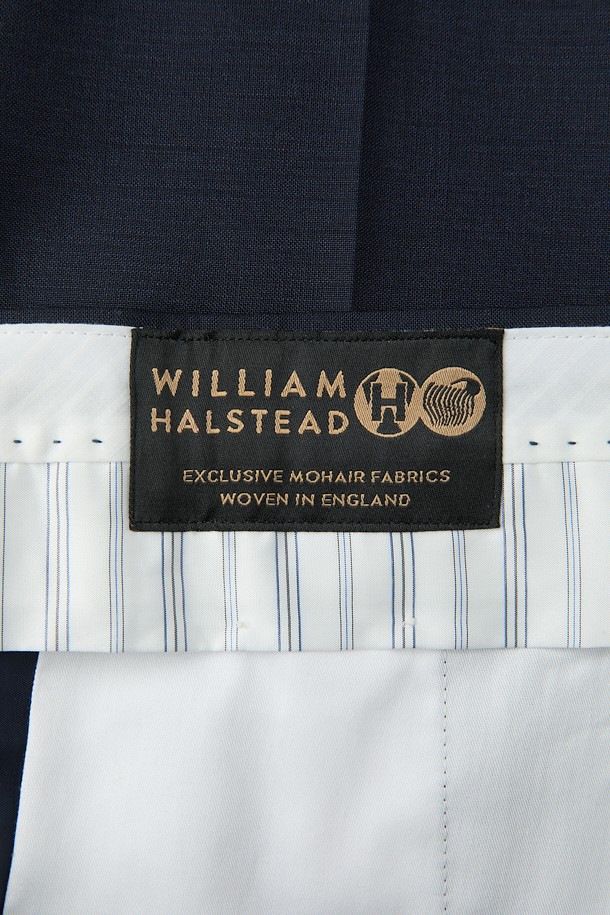 WILLIAM
HALSTEAD
H
EXCLUSIVE MOHAIR FABRICS
WOVEN IN ENGLAND